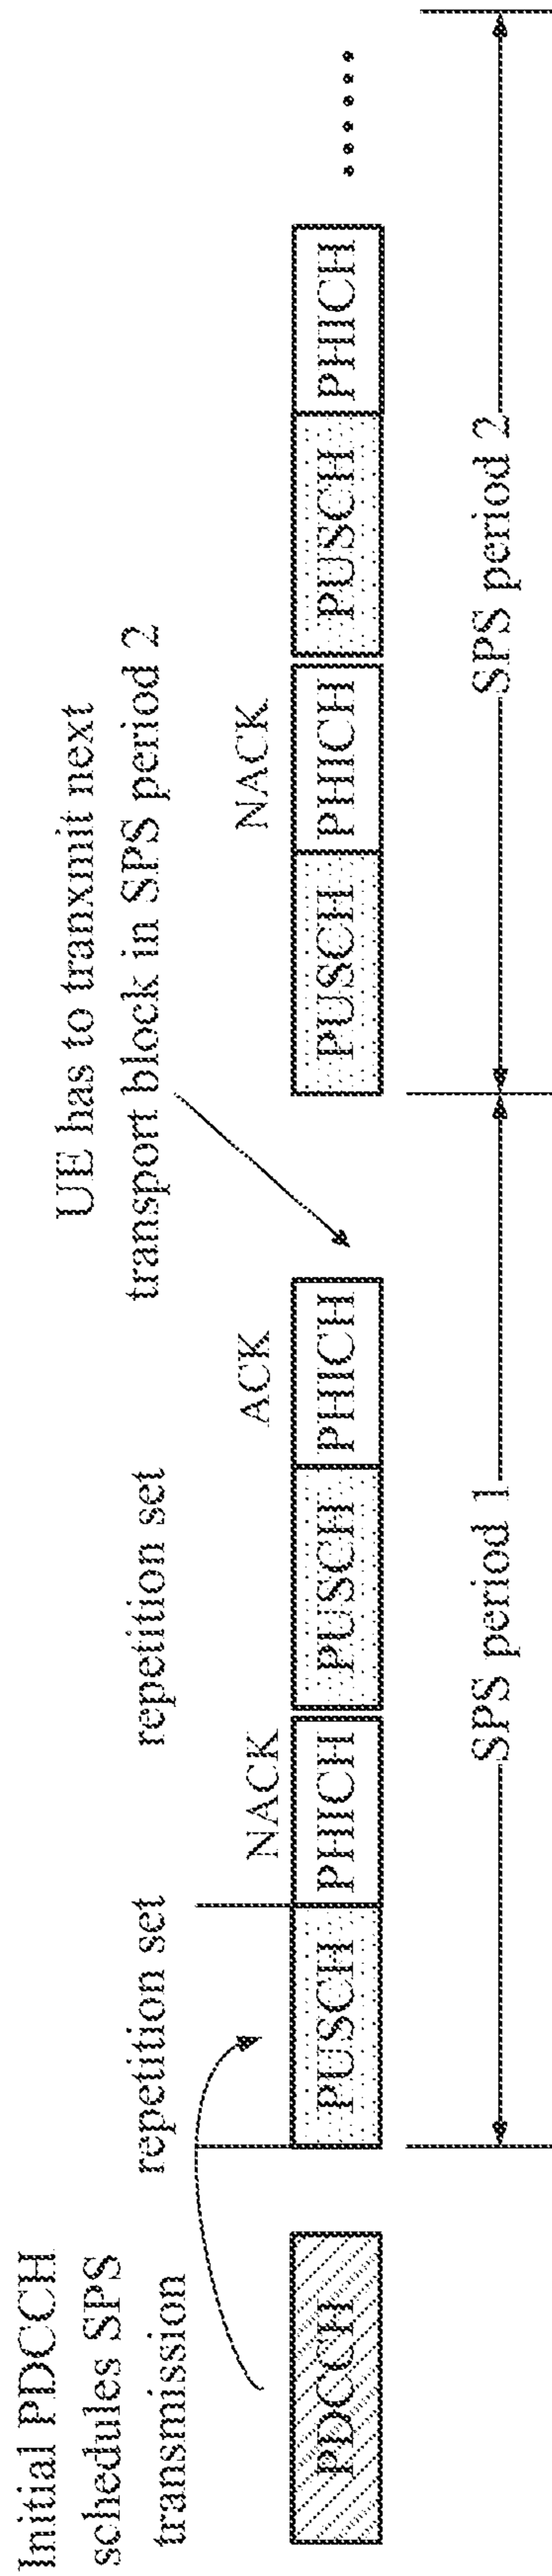 Initial PDCCH
schedules SPS
transmission
repetition set
repetition set
UE has to tranxmit next
transport block in SPS period 2
NACK
ACK
NACK
PDCCH
PUSCH
PHICH
PUSCH
PHICH
PUSCH
PHICH
PUSCH
PHICH
SPS period 1
SPS period 2